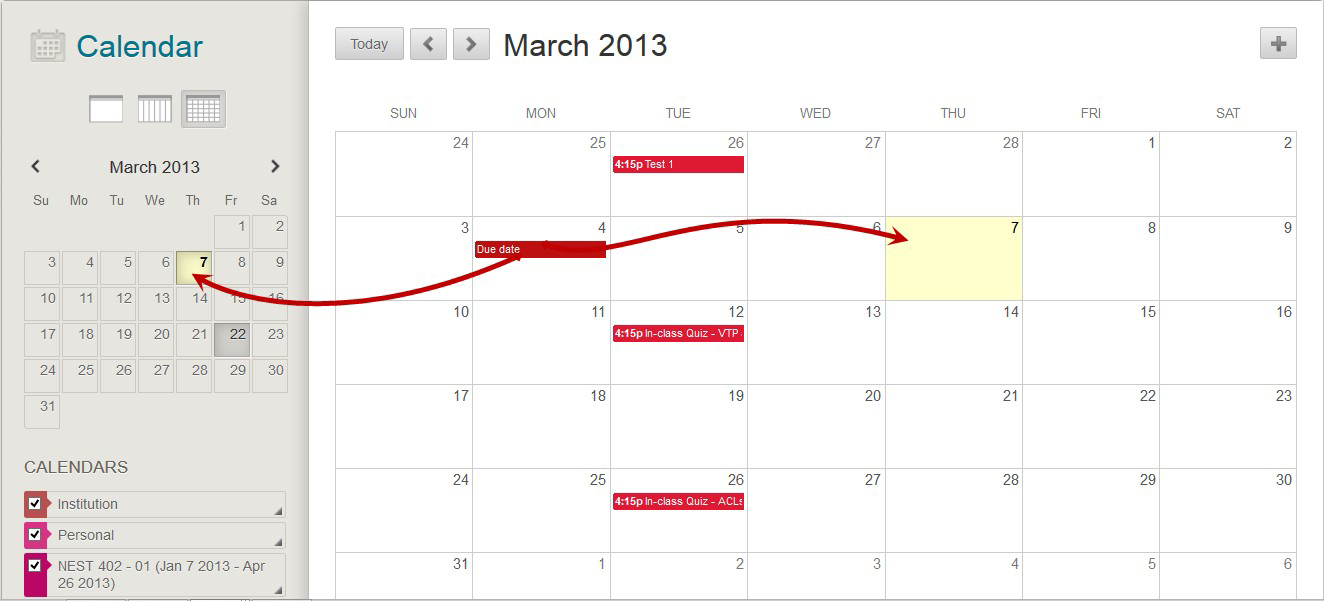 Calendar
March 2013
Su Mo Tu We Th Fr Sa
1 2
3 4 5 6 7 8 9
10 11 12 13 14 15 16
17 18 19 20 21 22 23
24 25 26 27 28 29 30
31
CALENDARS
Institution
Personal
NEST 402 - 01 (Jan 7 2013 - Apr
26 2013)
Today
March 2013
SUN MON TUE WED THU FRI SAT
24 25 26 27 28 1 2
4:15p Test 1
3 4 5 6 7 8 9
Due date
10 11 12 13 14 15 16
4:15p In-class Quiz - VTP
17 18 19 20 21 22 23
24 25 26 27 28 29 30
4:15p In-class Quiz - ACLs
31 1 2 3 4 5 6